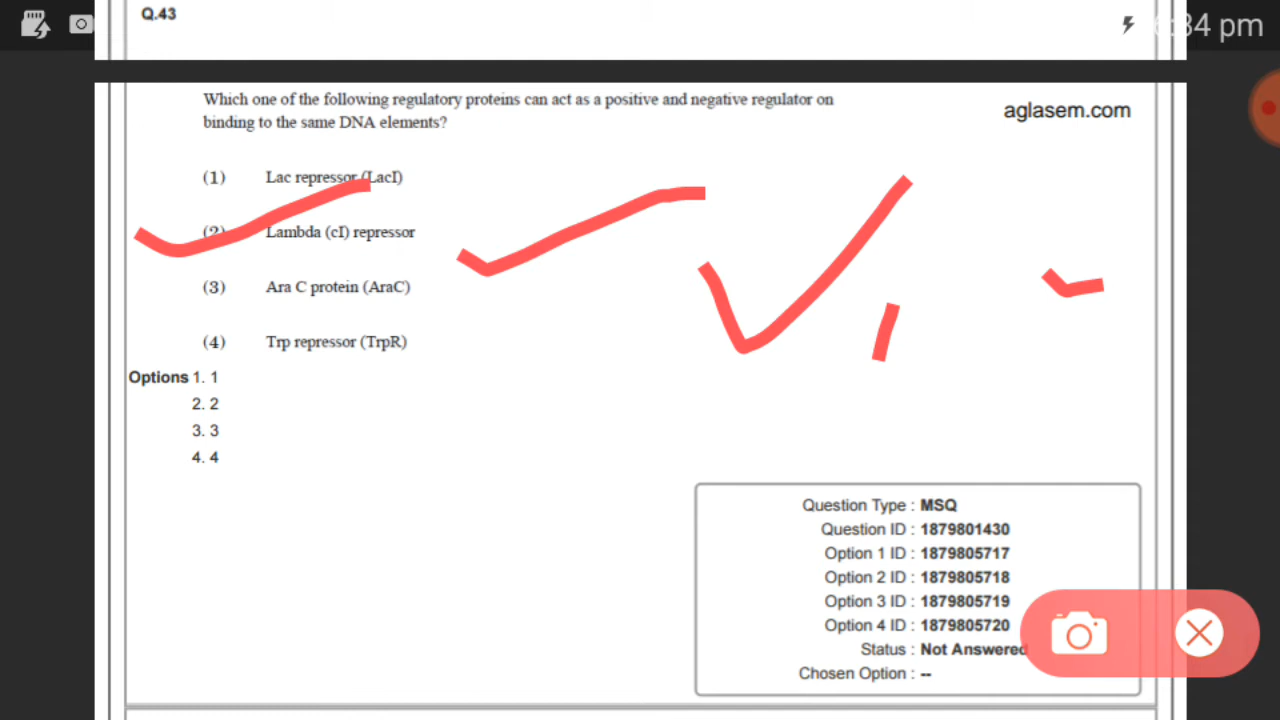 Q.43
34 pm
Which one of the following regulatory proteins can act as a positive and negative regulator on
binding to the same DNA elements?
aglasem.com
(1) Lac repressor (LacI)
(2) Lambda (cI) repressor
(3) Ara C protein (AraC)
(4) Trp repressor (TrpR)
Options 1. 1
2. 2
3. 3
4. 4
Question Type : MSQ
Question ID : 1879801430
Option 1 ID : 1879805717
Option 2 ID : 1879805718
Option 3 ID : 1879805719
Option 4 ID : 1879805720
Status : Not Answered
Chosen Option : --